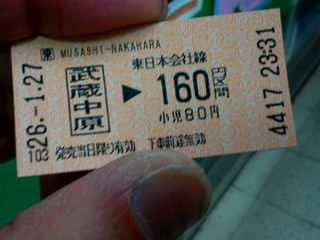 東 MUSASHI-NAKAHARA
26.-1.27
武蔵中原
東日本会社線
▶ 160円区間
小児80円
103 発売当日限り有効 下車前途無効
4417 23:31